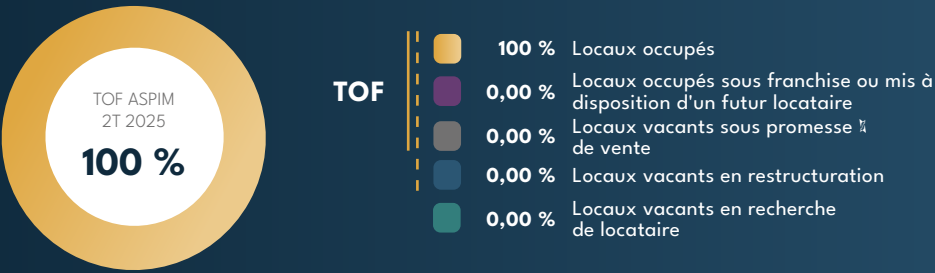 TOF ASPIM
2T 2025
100 %
TOF
100 % Locaux occupés
0,00 % Locaux occupés sous franchise ou mis à
disposition d'un futur locataire
0,00 % Locaux vacants sous promesse
de vente
0,00 % Locaux vacants en restructuration
0,00 % Locaux vacants en recherche
de locataire